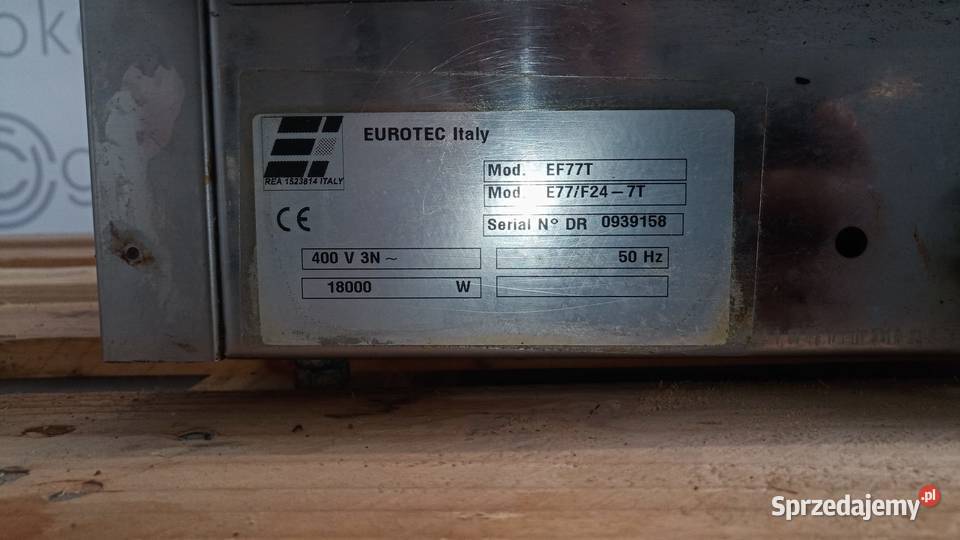 EUROTEC Italy
REA 1523814 ITALY
Mod. EF77T
Mod. E77/F24-7T
Serial N° DR 0939158
CE
400 V 3N ~
50 Hz
18000 W
Sprzedajemy.pl